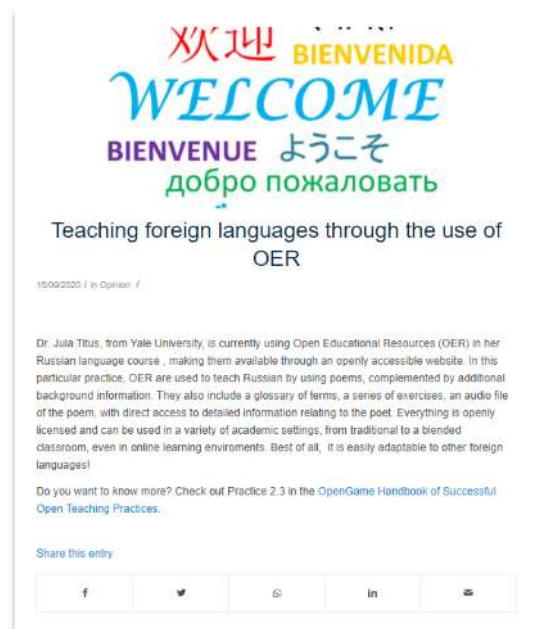 欢迎 BIENVENIDA
WELCOME
BIENVENUE ようこそ
добро пожаловать
Teaching foreign languages through the use of
OER
15/09/2020 / in Opinion /
Dr. Jula Titus, from Yale University, is currently using Open Educational Resources (OER) in her
Russian language course , making them available through an openly accessible website. In this
particular practice, OER are used to teach Russian by using poems, complemented by additional
background information. They also include a glossary of terms, a series of exercises, an audio file
of the poem, with direct access to detailed information relating to the poet. Everything is openly
licensed and can be used in a variety of academic settings, from traditional to a blended
classroom, even in online learning enviroments. Best of all, it is easily adaptable to other foreign
languages!
Do you want to know more? Check out Practice 2.3 in the OpenGame Handbook of Successful
Open Teaching Practices.
Share this entry